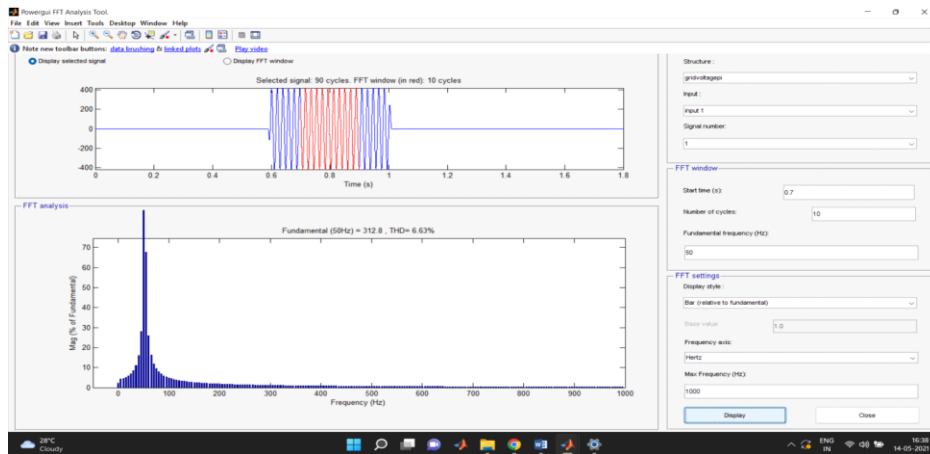 Powergui FFT Analysis Tool.
File Edit View Insert Tools Desktop Window Help
Note new toolbar buttons: data brushing & linked plots Play video
Display selected signal Display FFT window
Selected signal: 90 cycles. FFT window (in red): 10 cycles
400
200
0
-200
-400
0 0.2 0.4 0.6 0.8 1 1.2 1.4 1.6 1.8
Time (s)
FFT analysis
Fundamental (50Hz) = 312.8 , THD= 6.63%
70
60
50
40
30
20
10
0
Mag (% of Fundamental)
0 100 200 300 400 500 600 700 800 900 1000
Frequency (Hz)
Structure :
gridvoltagepi
Input :
input 1
Signal number:
1
FFT window
Start time (s): 0.7
Number of cycles: 10
Fundamental frequency (Hz):
50
FFT settings
Display style :
Bar (relative to fundamental)
Base value 1.0
Frequency axis:
Hertz
Max Frequency (Hz):
1000
Display Close
28°C
Cloudy
ENG
IN
16:38
14-05-2021